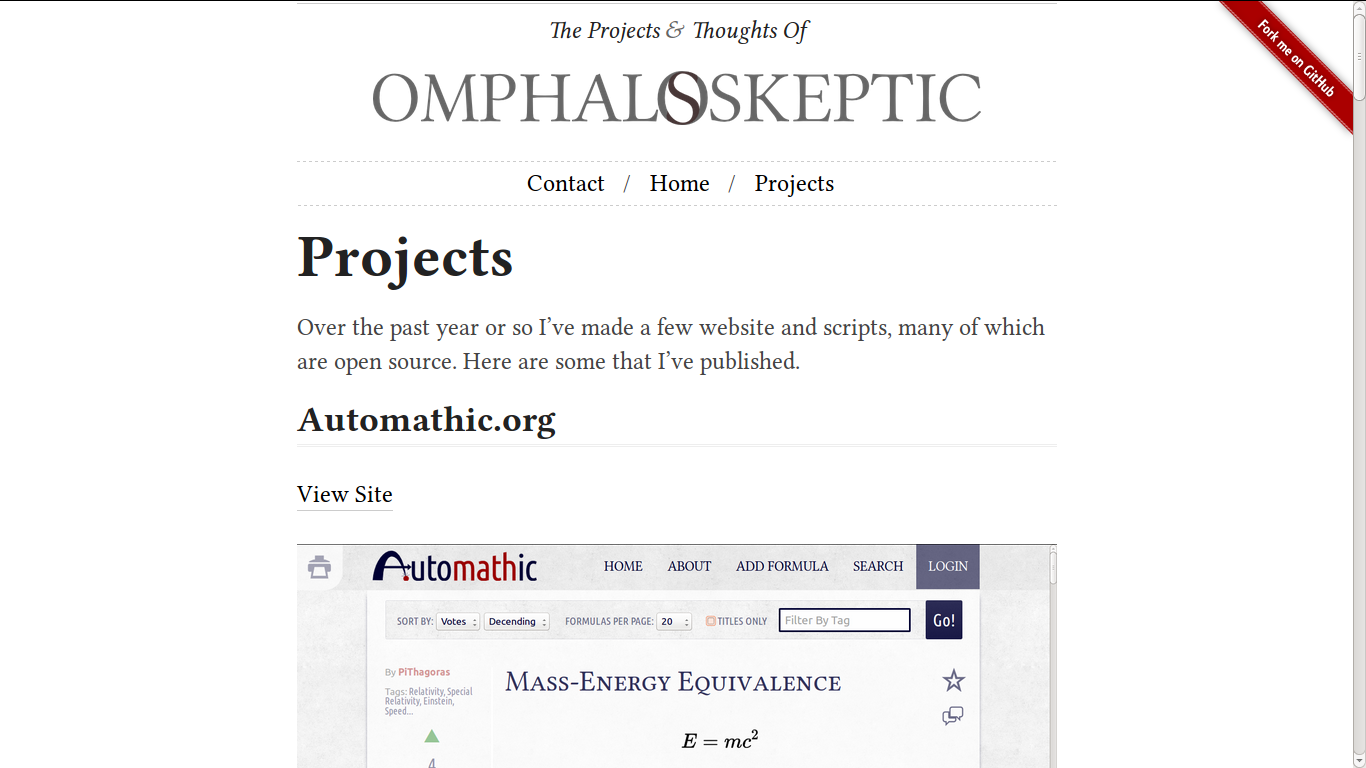 The Projects & Thoughts Of
Fork me on GitHub
OMPHALOSKEPTIC
Contact / Home / Projects
Projects
Over the past year or so I’ve made a few website and scripts, many of which
are open source. Here are some that I’ve published.
Automathic.org
View Site
Automathic HOME ABOUT ADD FORMULA SEARCH LOGIN
SORT BY: Votes Decending FORMULAS PER PAGE: 20 TITLES ONLY Filter By Tag Go!
By PiThagoras
Tags: Relativity, Special
Relativity, Einstein,
Speed...
Mass-Energy Equivalence
E = mc²
4